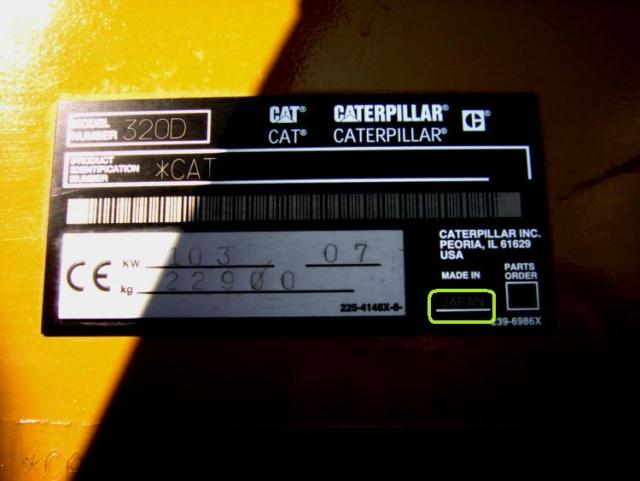 MODEL NUMBER 320D
CAT® CATERPILLAR® C
CAT® CATERPILLAR®
PRODUCT IDENTIFICATION NUMBER *CAT
CATERPILLAR INC.
PEORIA, IL 61629
USA
CE kW 103 07
kg 22900
225-4148X-6-
MADE IN
JAPAN
PARTS ORDER
239-6986X
*CA